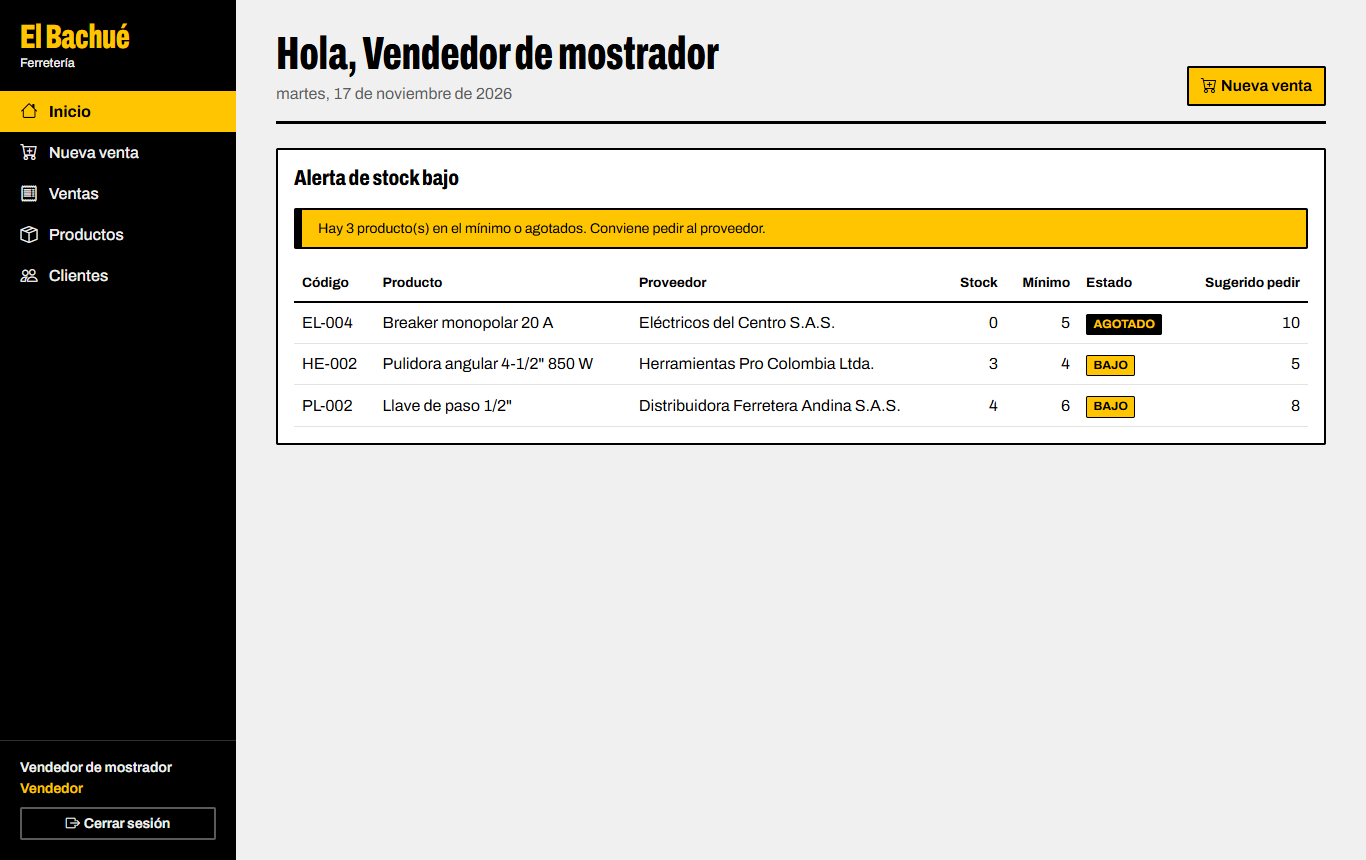 El Bachué
Ferretería
Inicio
Nueva venta
Ventas
Productos
Clientes
Vendedor de mostrador
Vendedor
Cerrar sesión
Hola, Vendedor de mostrador
martes, 17 de noviembre de 2026
Nueva venta
Alerta de stock bajo
Hay 3 producto(s) en el mínimo o agotados. Conviene pedir al proveedor.
Código Producto Proveedor Stock Mínimo Estado Sugerido pedir
EL-004 Breaker monopolar 20 A Eléctricos del Centro S.A.S. 0 5 AGOTADO 10
HE-002 Pulidora angular 4-1/2" 850 W Herramientas Pro Colombia Ltda. 3 4 BAJO 5
PL-002 Llave de paso 1/2" Distribuidora Ferretera Andina S.A.S. 4 6 BAJO 8